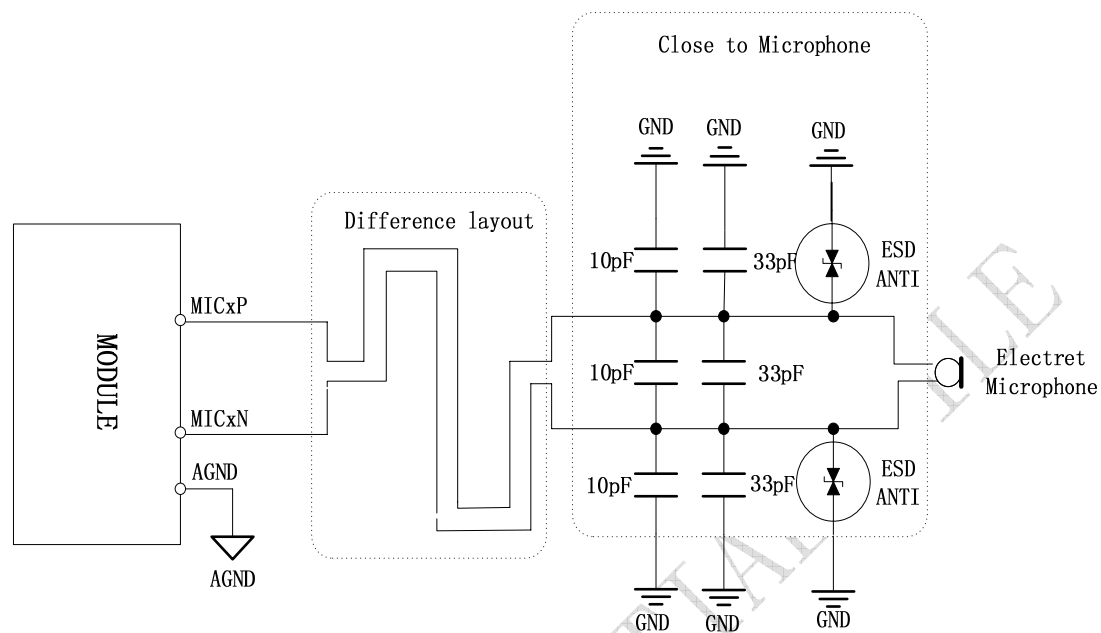 Close to Microphone
GND
GND
GND
Difference layout
10pF
33pF
ESD
ANTI
MICxP
MODULE
10pF
33pF
Electret
Microphone
MICxN
AGND
10pF
33pF
ESD
ANTI
AGND
GND
GND
GND